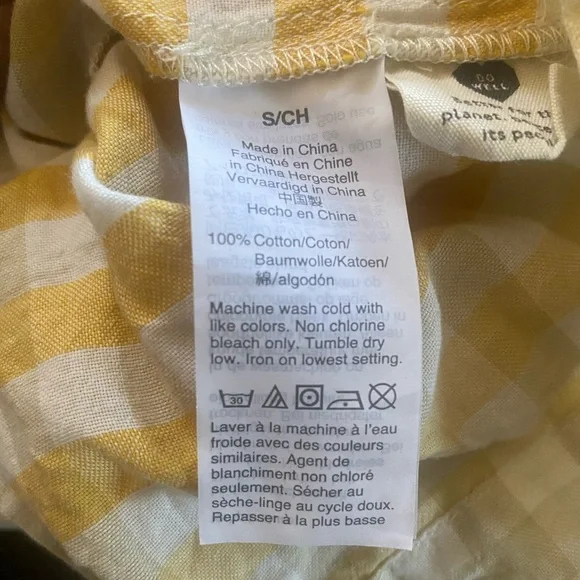 S/CH
Made in China
Fabriqué en Chine
in China Hergestellt
Vervaardigd in China
中国製
Hecho en China
100% Cotton/Coton/
Baumwolle/Katoen/
綿/algodón
Machine wash cold with
like colors. Non chlorine
bleach only. Tumble dry
low. Iron on lowest setting.
30
Laver à la machine à l'eau
froide avec des couleurs
similaires. Agent de
blanchiment non chloré
seulement. Sécher au
sèche-linge au cycle doux.
Repasser à la plus basse
DO
WELL
planet.
its